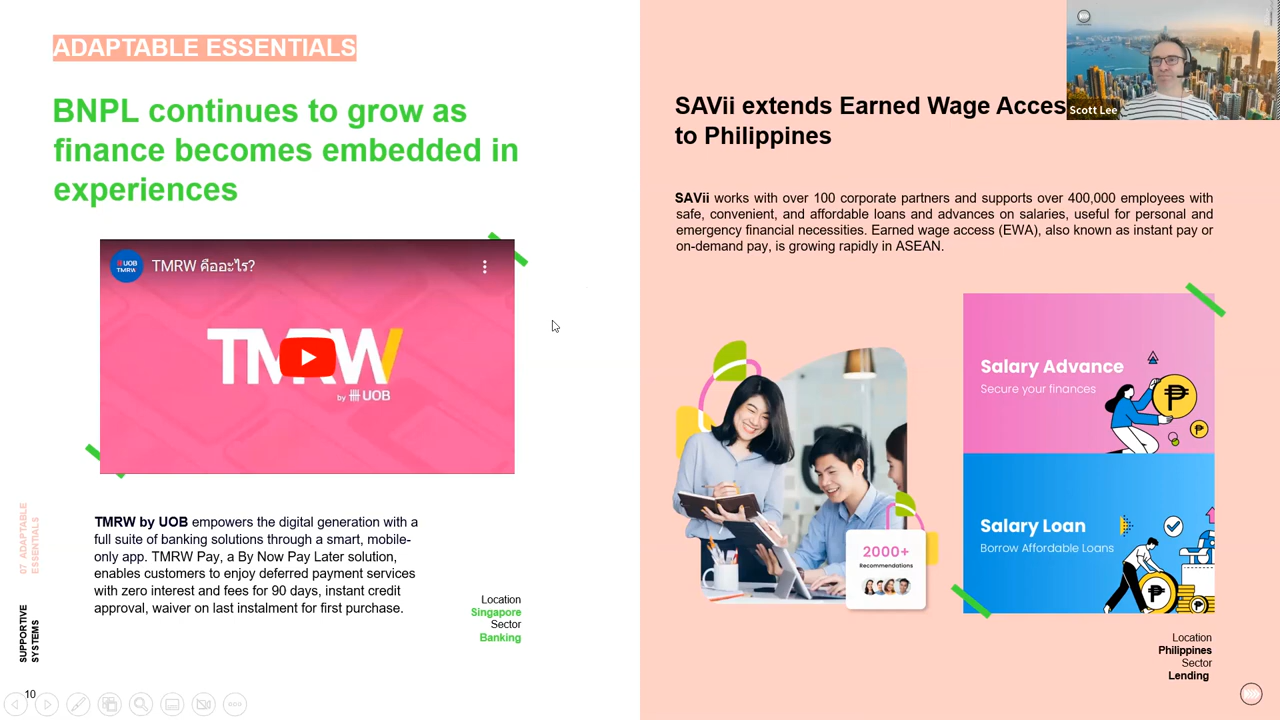 ADAPTABLE ESSENTIALS
BNPL continues to grow as
finance becomes embedded in
experiences
UOB
TMRW
TMRW คืออะไร?
TMRW
by UOB
TMRW by UOB empowers the digital generation with a
full suite of banking solutions through a smart, mobile-
only app. TMRW Pay, a By Now Pay Later solution,
enables customers to enjoy deferred payment services
with zero interest and fees for 90 days, instant credit
approval, waiver on last instalment for first purchase.
Location
Singapore
Sector
Banking
07 ADAPTABLE
ESSENTIALS
SUPPORTIVE
SYSTEMS
10
SAVii extends Earned Wage Acces
to Philippines
Scott Lee
SAVii works with over 100 corporate partners and supports over 400,000 employees with
safe, convenient, and affordable loans and advances on salaries, useful for personal and
emergency financial necessities. Earned wage access (EWA), also known as instant pay or
on-demand pay, is growing rapidly in ASEAN.
2000+
Recommendations
Salary Advance
Secure your finances
Salary Loan
Borrow Affordable Loans
Location
Philippines
Sector
Lending